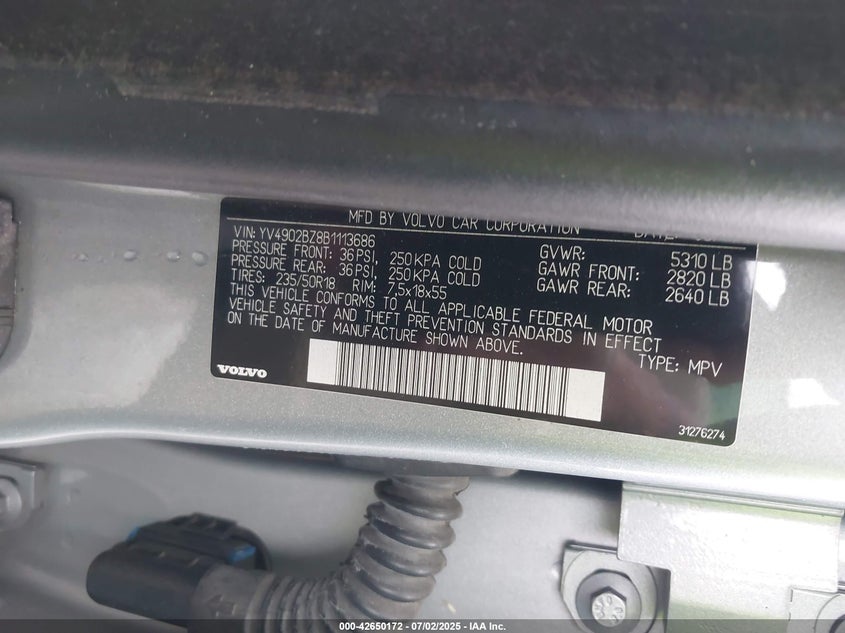 MFD BY VOLVO CAR CORPORATION
VIN: YV4902BZ8B1113686
PRESSURE FRONT: 36 PSI, 250 KPA COLD
PRESSURE REAR: 36 PSI, 250 KPA COLD
TIRES: 235/50R18 RIM: 7,5x18x55
GVWR: 5310 LB
GAWR FRONT: 2820 LB
GAWR REAR: 2640 LB
THIS VEHICLE CONFORMS TO ALL APPLICABLE FEDERAL MOTOR
VEHICLE SAFETY AND THEFT PREVENTION STANDARDS IN EFFECT
ON THE DATE OF MANUFACTURE SHOWN ABOVE.
TYPE: MPV
VOLVO
31276274
000-42650172 - 07/02/2025 - IAA Inc.